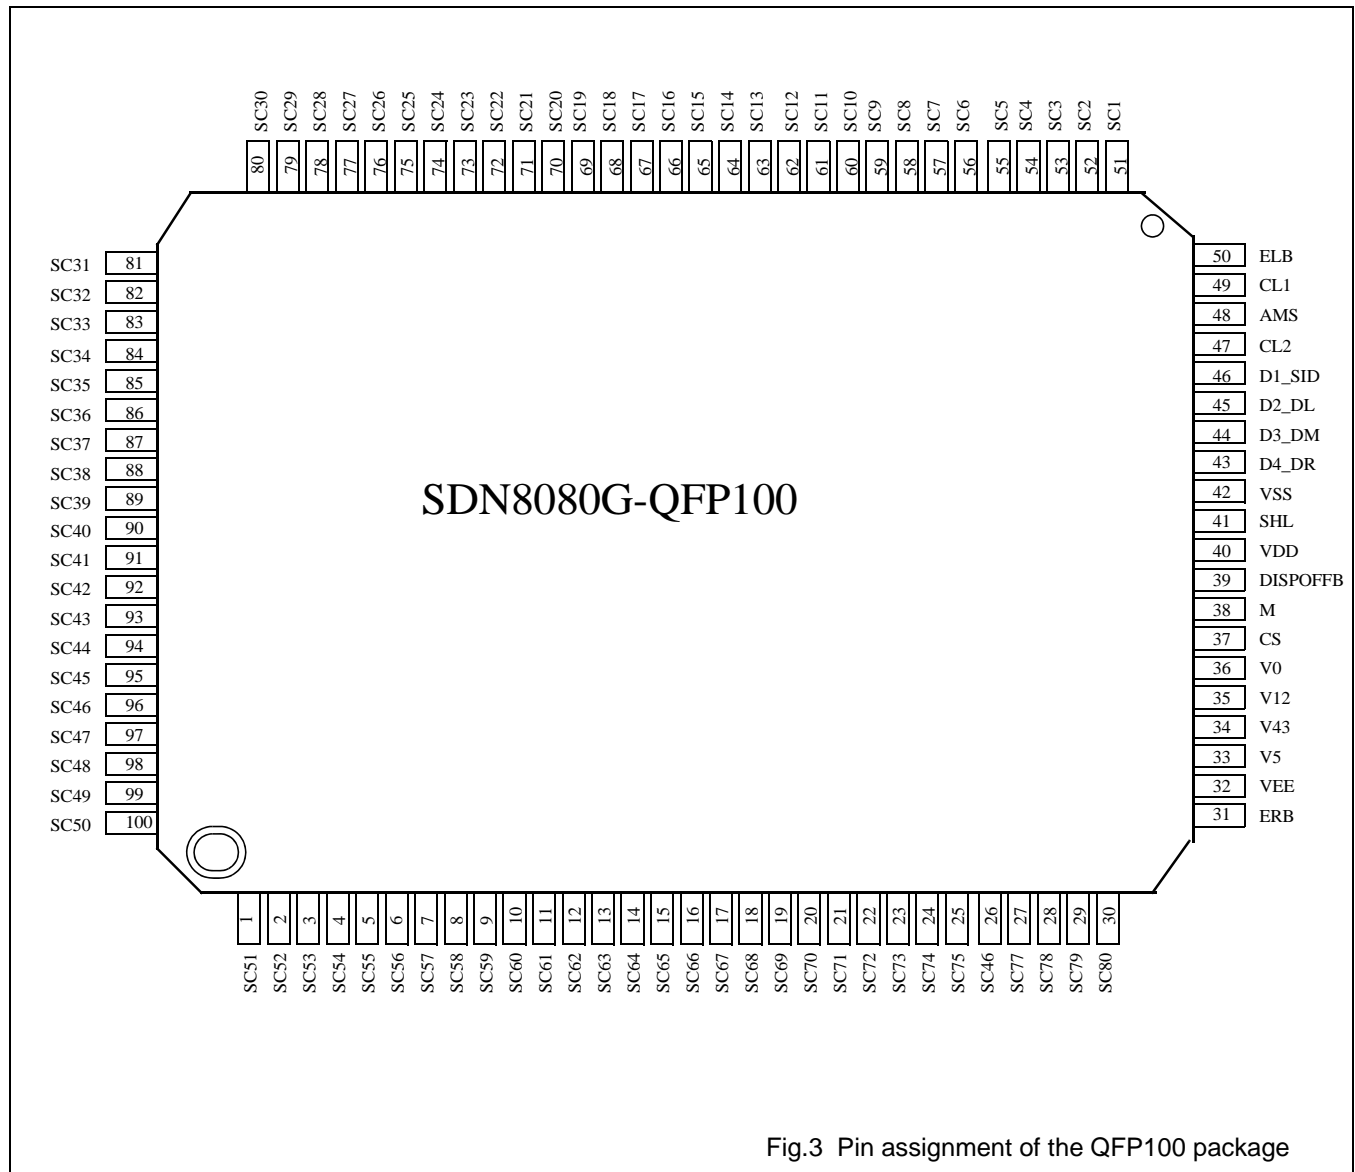 SC30 SC29 SC28 SC27 SC26 SC25 SC24 SC23 SC22 SC21 SC20 SC19 SC18 SC17 SC16 SC15 SC14 SC13 SC12 SC11 SC10 SC9 SC8 SC7 SC6 SC5 SC4 SC3 SC2 SC1
80 79 78 77 76 75 74 73 72 71 70 69 68 67 66 65 64 63 62 61 60 59 58 57 56 55 54 53 52 51
SC31 81
SC32 82
SC33 83
SC34 84
SC35 85
SC36 86
SC37 87
SC38 88
SC39 89
SC40 90
SC41 91
SC42 92
SC43 93
SC44 94
SC45 95
SC46 96
SC47 97
SC48 98
SC49 99
SC50 100
SDN8080G-QFP100
50 ELB
49 CL1
48 AMS
47 CL2
46 D1_SID
45 D2_DL
44 D3_DM
43 D4_DR
42 VSS
41 SHL
40 VDD
39 DISPOFFB
38 M
37 CS
36 V0
35 V12
34 V43
33 V5
32 VEE
31 ERB
1 2 3 4 5 6 7 8 9 10 11 12 13 14 15 16 17 18 19 20 21 22 23 24 25 26 27 28 29 30
SC51 SC52 SC53 SC54 SC55 SC56 SC57 SC58 SC59 SC60 SC61 SC62 SC63 SC64 SC65 SC66 SC67 SC68 SC69 SC70 SC71 SC72 SC73 SC74 SC75 SC46 SC77 SC78 SC79 SC80
Fig.3 Pin assignment of the QFP100 package